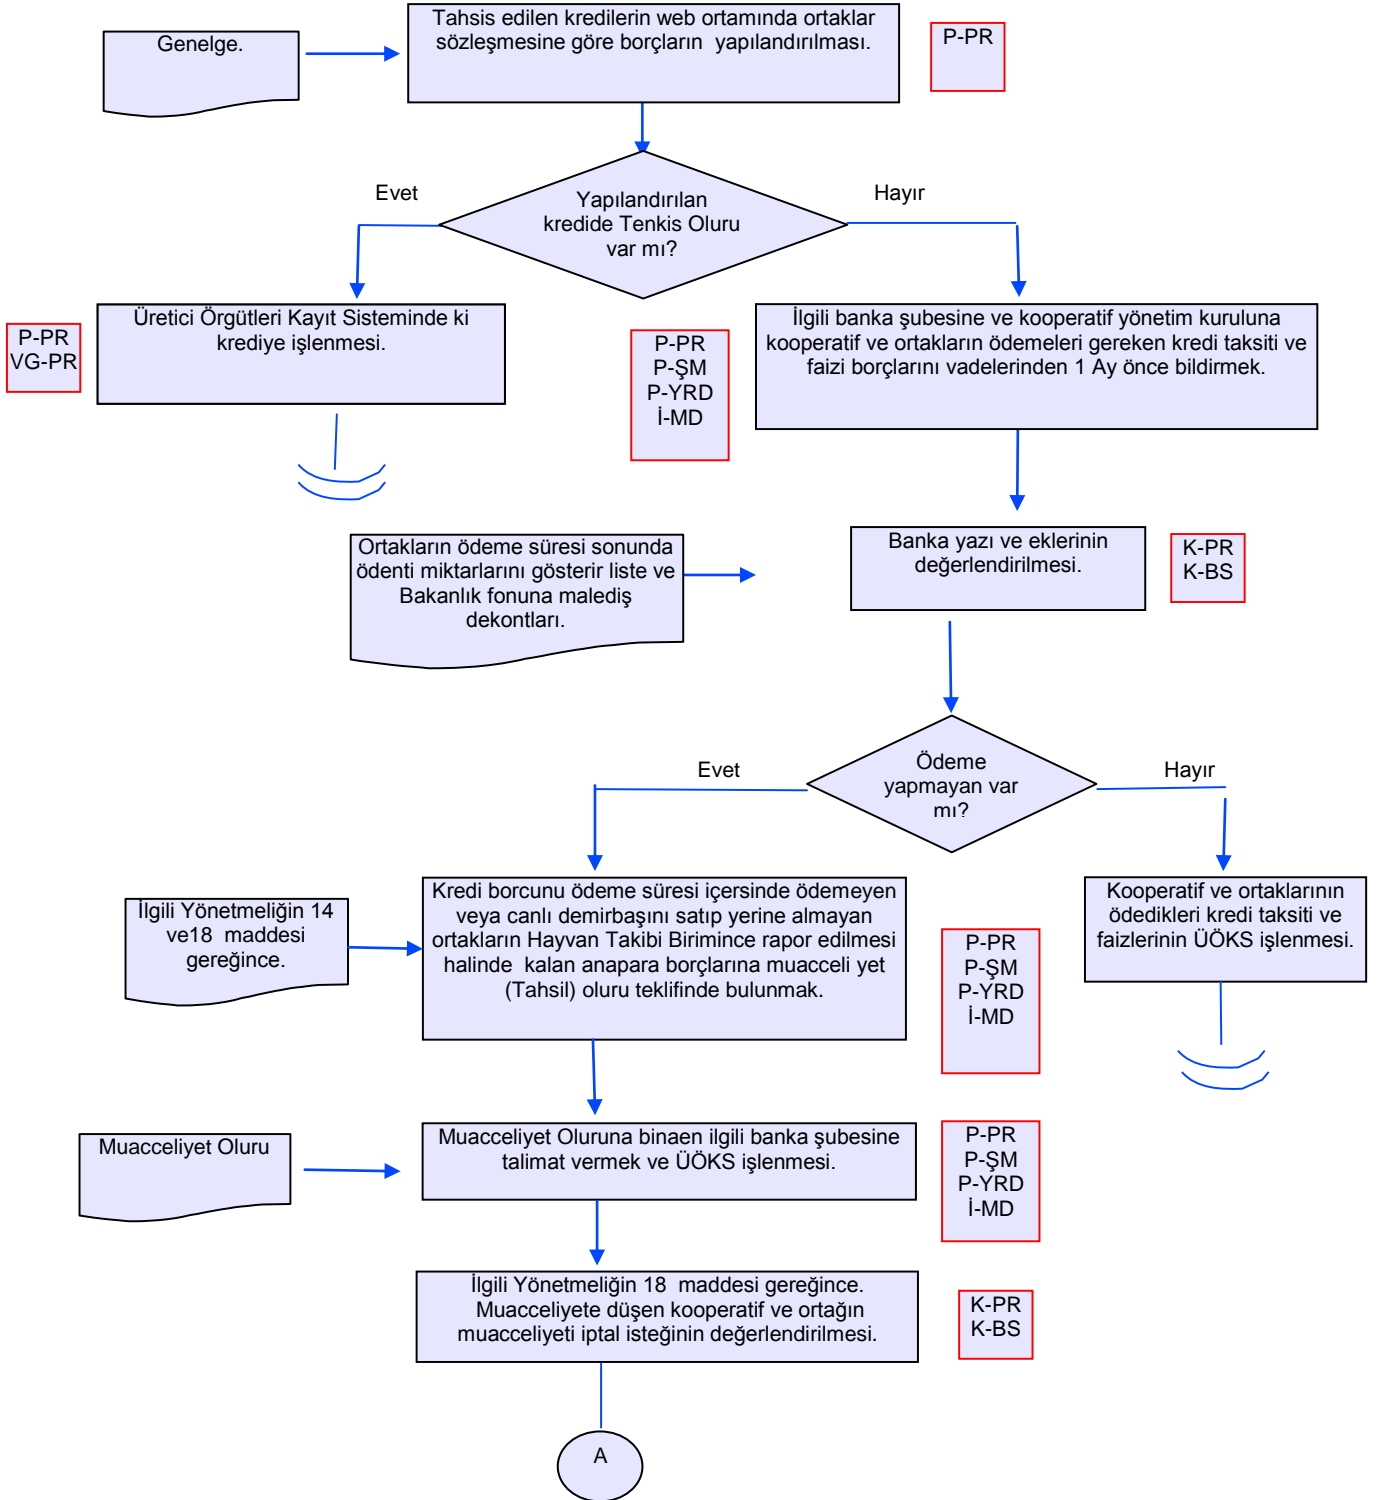 Tahsis edilen kredilerin web ortamında ortaklar
sözleşmesine göre borçların yapılandırılması.
Genelge.
P-PR
Evet
Hayır
Yapılandırılan
kredide Tenkis Oluru
var mı?
Üretici Örgütleri Kayıt Sisteminde ki
krediye işlenmesi.
P-PR
VG-PR
P-PR
P-ŞM
P-YRD
İ-MD
İlgili banka şubesine ve kooperatif yönetim kuruluna
kooperatif ve ortakların ödemeleri gereken kredi taksiti ve
faizi borçlarını vadelerinden 1 Ay önce bildirmek.
Ortakların ödeme süresi sonunda
ödenti miktarlarını gösterir liste ve
Bakanlık fonuna malediş
dekontları.
Banka yazı ve eklerinin
değerlendirilmesi.
K-PR
K-BS
Evet
Hayır
Ödeme
yapmayan var
mı?
İlgili Yönetmeliğin 14
ve18 maddesi
gereğince.
Kredi borcunu ödeme süresi içersinde ödemeyen
veya canlı demirbaşını satıp yerine almayan
ortakların Hayvan Takibi Birimince rapor edilmesi
halinde kalan anapara borçlarına muacceli yet
(Tahsil) oluru teklifinde bulunmak.
P-PR
P-ŞM
P-YRD
İ-MD
Kooperatif ve ortaklarının
ödedikleri kredi taksiti ve
faizlerinin ÜÖKS işlenmesi.
Muacceliyet Oluru
Muacceliyet Oluruna binaen ilgili banka şubesine
talimat vermek ve ÜÖKS işlenmesi.
P-PR
P-ŞM
P-YRD
İ-MD
İlgili Yönetmeliğin 18 maddesi gereğince.
Muacceliyete düşen kooperatif ve ortağın
muacceliyeti iptal isteğinin değerlendirilmesi.
K-PR
K-BS
A